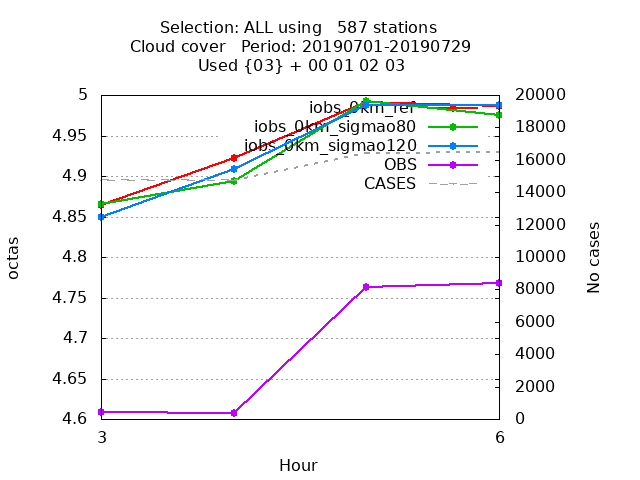 Selection: ALL using   587 stations
Cloud cover   Period: 20190701-20190729
Used {03} + 00 01 02 03
5
4.95
4.9
4.85
4.8
4.75
4.7
4.65
4.6
octas
iobs_0km_ref
iobs_0km_sigmao80
iobs_0km_sigmao120
OBS
CASES
20000
18000
16000
14000
12000
10000
8000
6000
4000
2000
0
No cases
3
6
Hour